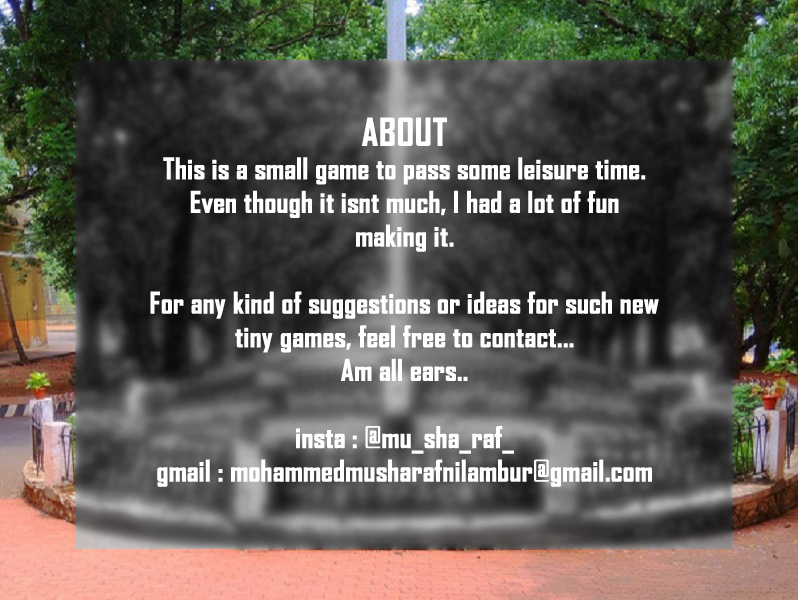 ABOUT
This is a small game to pass some leisure time.
Even though it isnt much, I had a lot of fun
making it.
For any kind of suggestions or ideas for such new
tiny games, feel free to contact...
Am all ears..
insta : @mu_sha_raf_
gmail : mohammedmusharafnilambur@gmail.com